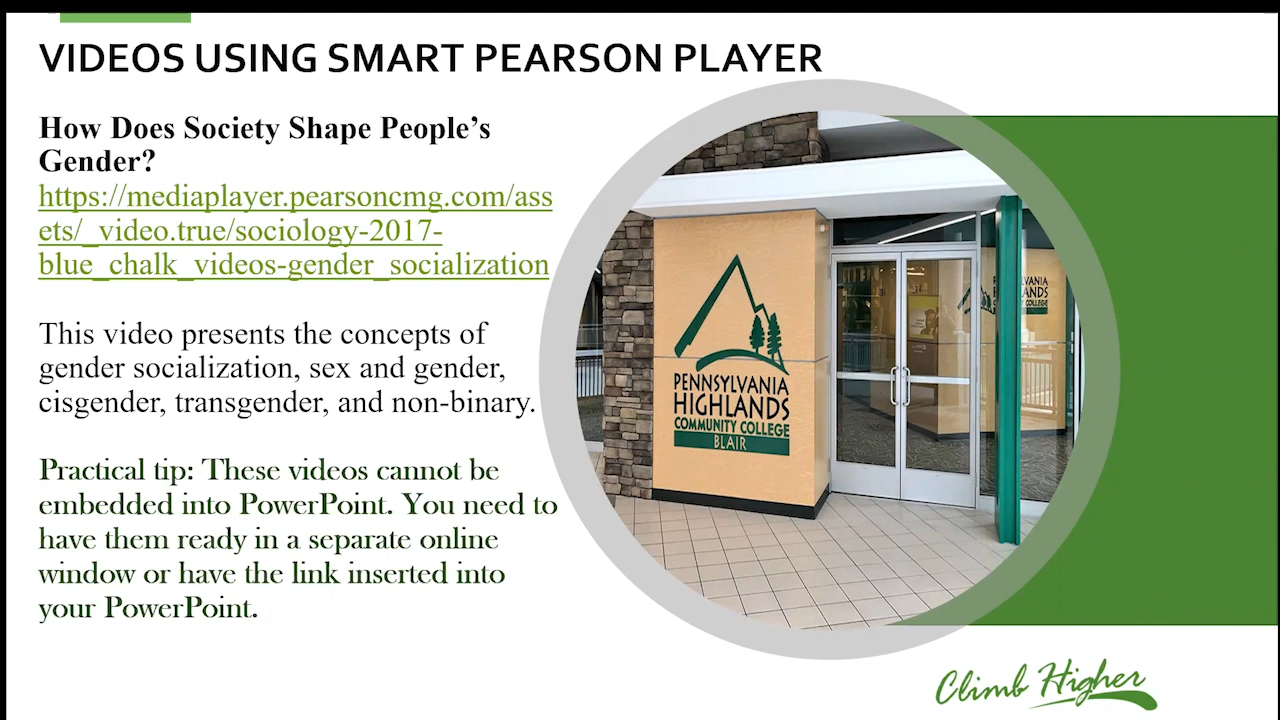 VIDEOS USING SMART PEARSON PLAYER
How Does Society Shape People's
Gender?
https://mediaplayer.pearsoncmg.com/ass
ets/_video.true/sociology-2017-
blue_chalk_videos-gender_socialization
This video presents the concepts of
gender socialization, sex and gender,
cisgender, transgender, and non-binary.
Practical tip: These videos cannot be
embedded into PowerPoint. You need to
have them ready in a separate online
window or have the link inserted into
your PowerPoint.
PENNSYLVANIA
HIGHLANDS
COMMUNITY COLLEGE
BLAIR
COMMUNITY COLLEGE
Climb Higher